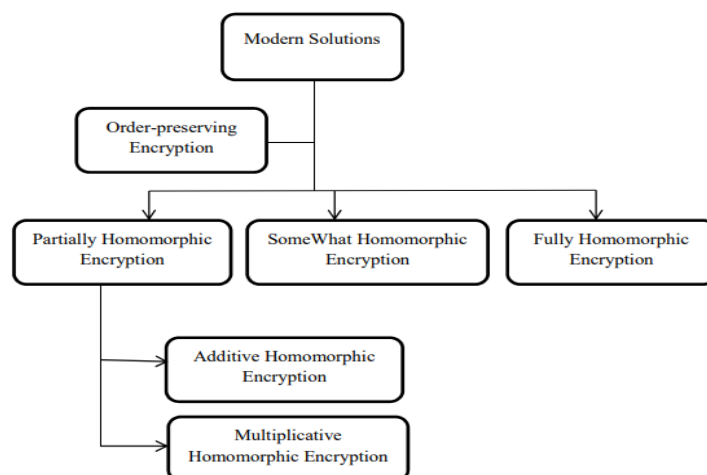 Modern Solutions
Order-preserving
Encryption
Partially Homomorphic
Encryption
SomeWhat Homomorphic
Encryption
Fully Homomorphic
Encryption
Additive Homomorphic
Encryption
Multiplicative
Homomorphic Encryption